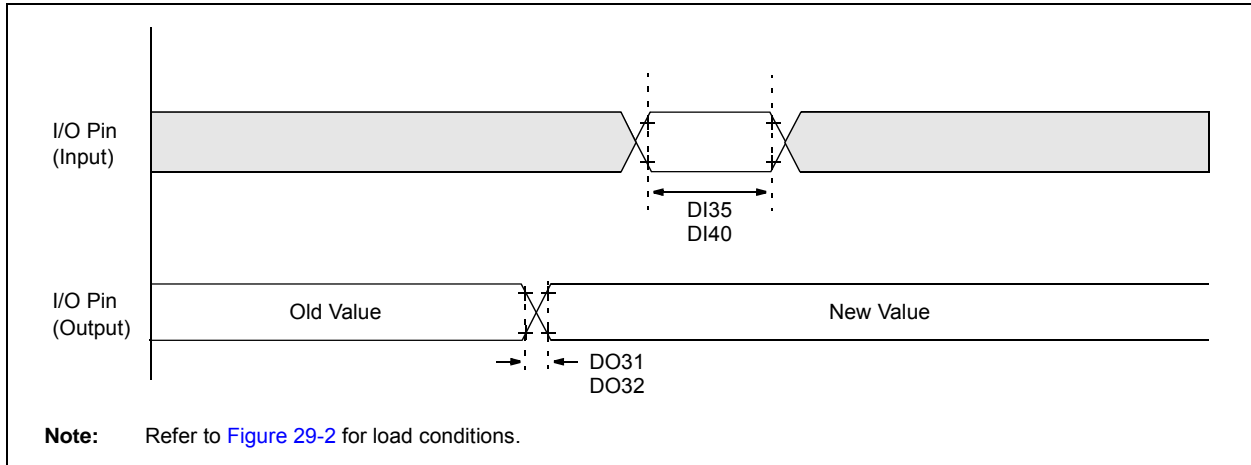 I/O Pin
(Input)
DI35
DI40
I/O Pin
(Output)
Old Value
New Value
DO31
DO32
Note: Refer to Figure 29-2 for load conditions.